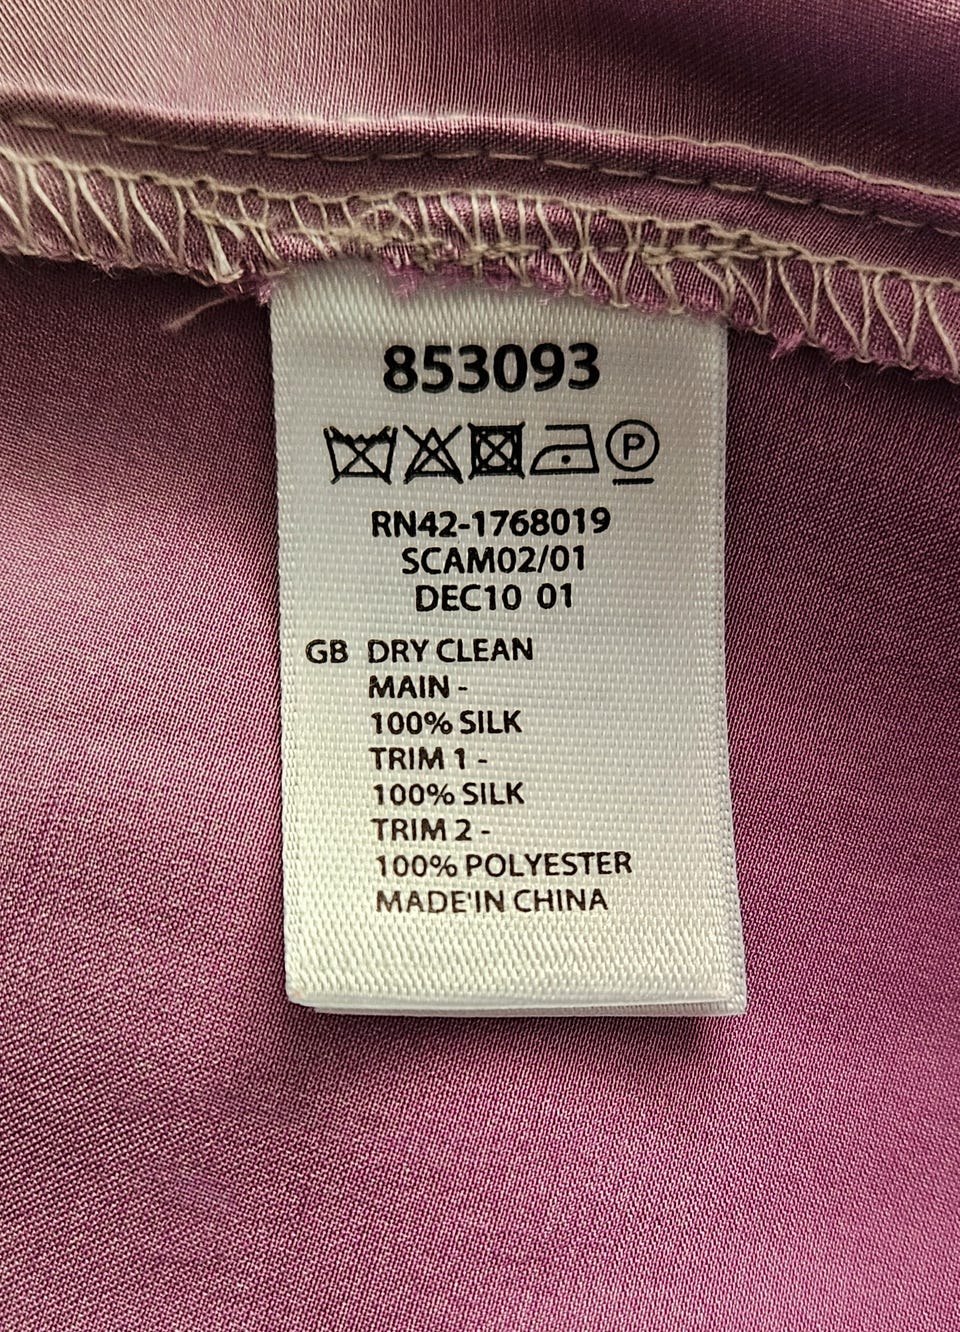 853093
P
RN42-1768019
SCAM02/01
DEC10 01
GB DRY CLEAN
MAIN -
100% SILK
TRIM 1 -
100% SILK
TRIM 2 -
100% POLYESTER
MADE'IN CHINA